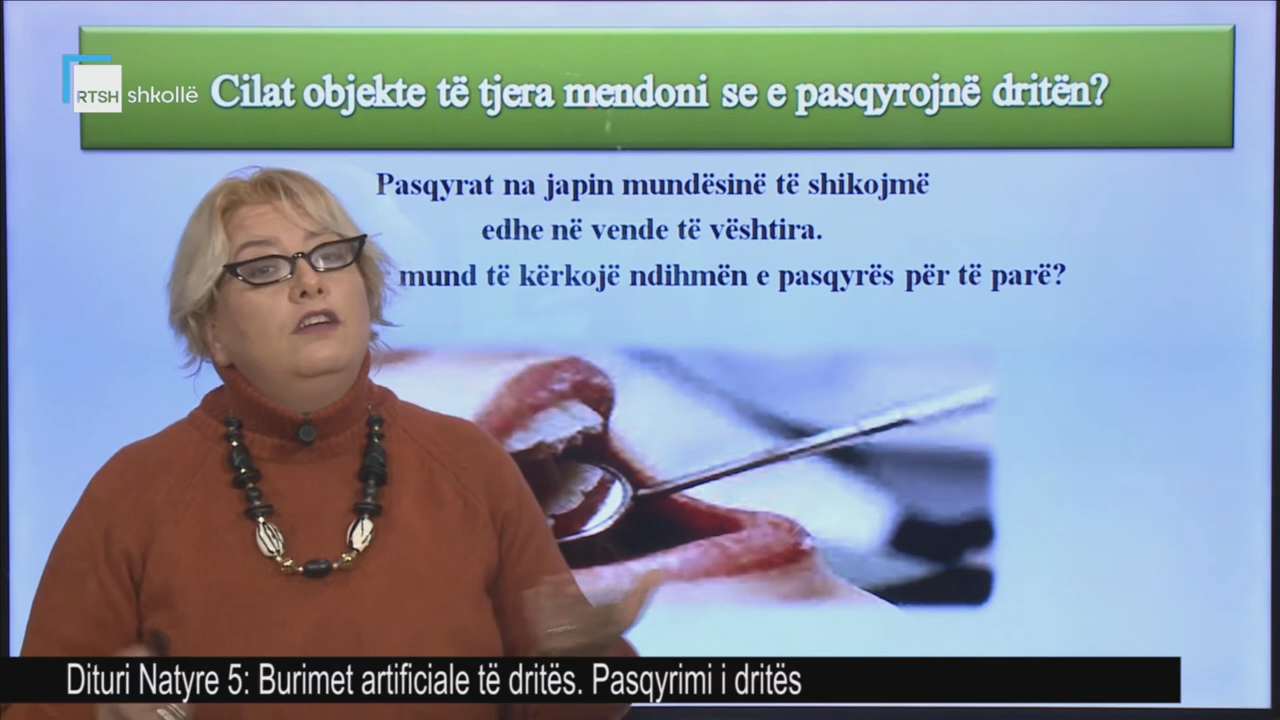 Cilat objekte të tjera mendoni se e pasqyrojnë dritën?
RTSH shkollë
Pasqyrat na japin mundësinë të shikojmë
edhe në vende të vështira.
mund të kërkojë ndihmën e pasqyrës për të parë?
Dituri Natyre 5: Burimet artificiale të dritës. Pasqyrimi i dritës